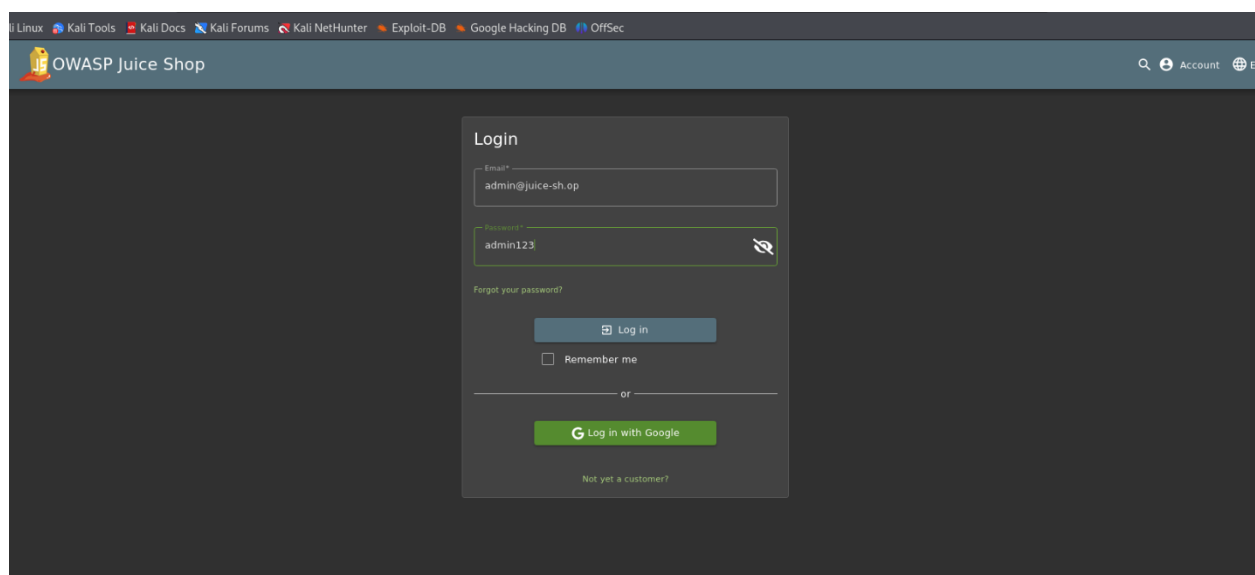 li Linux Kali Tools Kali Docs Kali Forums Kali NetHunter Exploit-DB Google Hacking DB OffSec
OWASP Juice Shop Account E
Login
Email*
admin@juice-sh.op
Password*
admin123
Forgot your password?
Log in
Remember me
or
G Log in with Google
Not yet a customer?